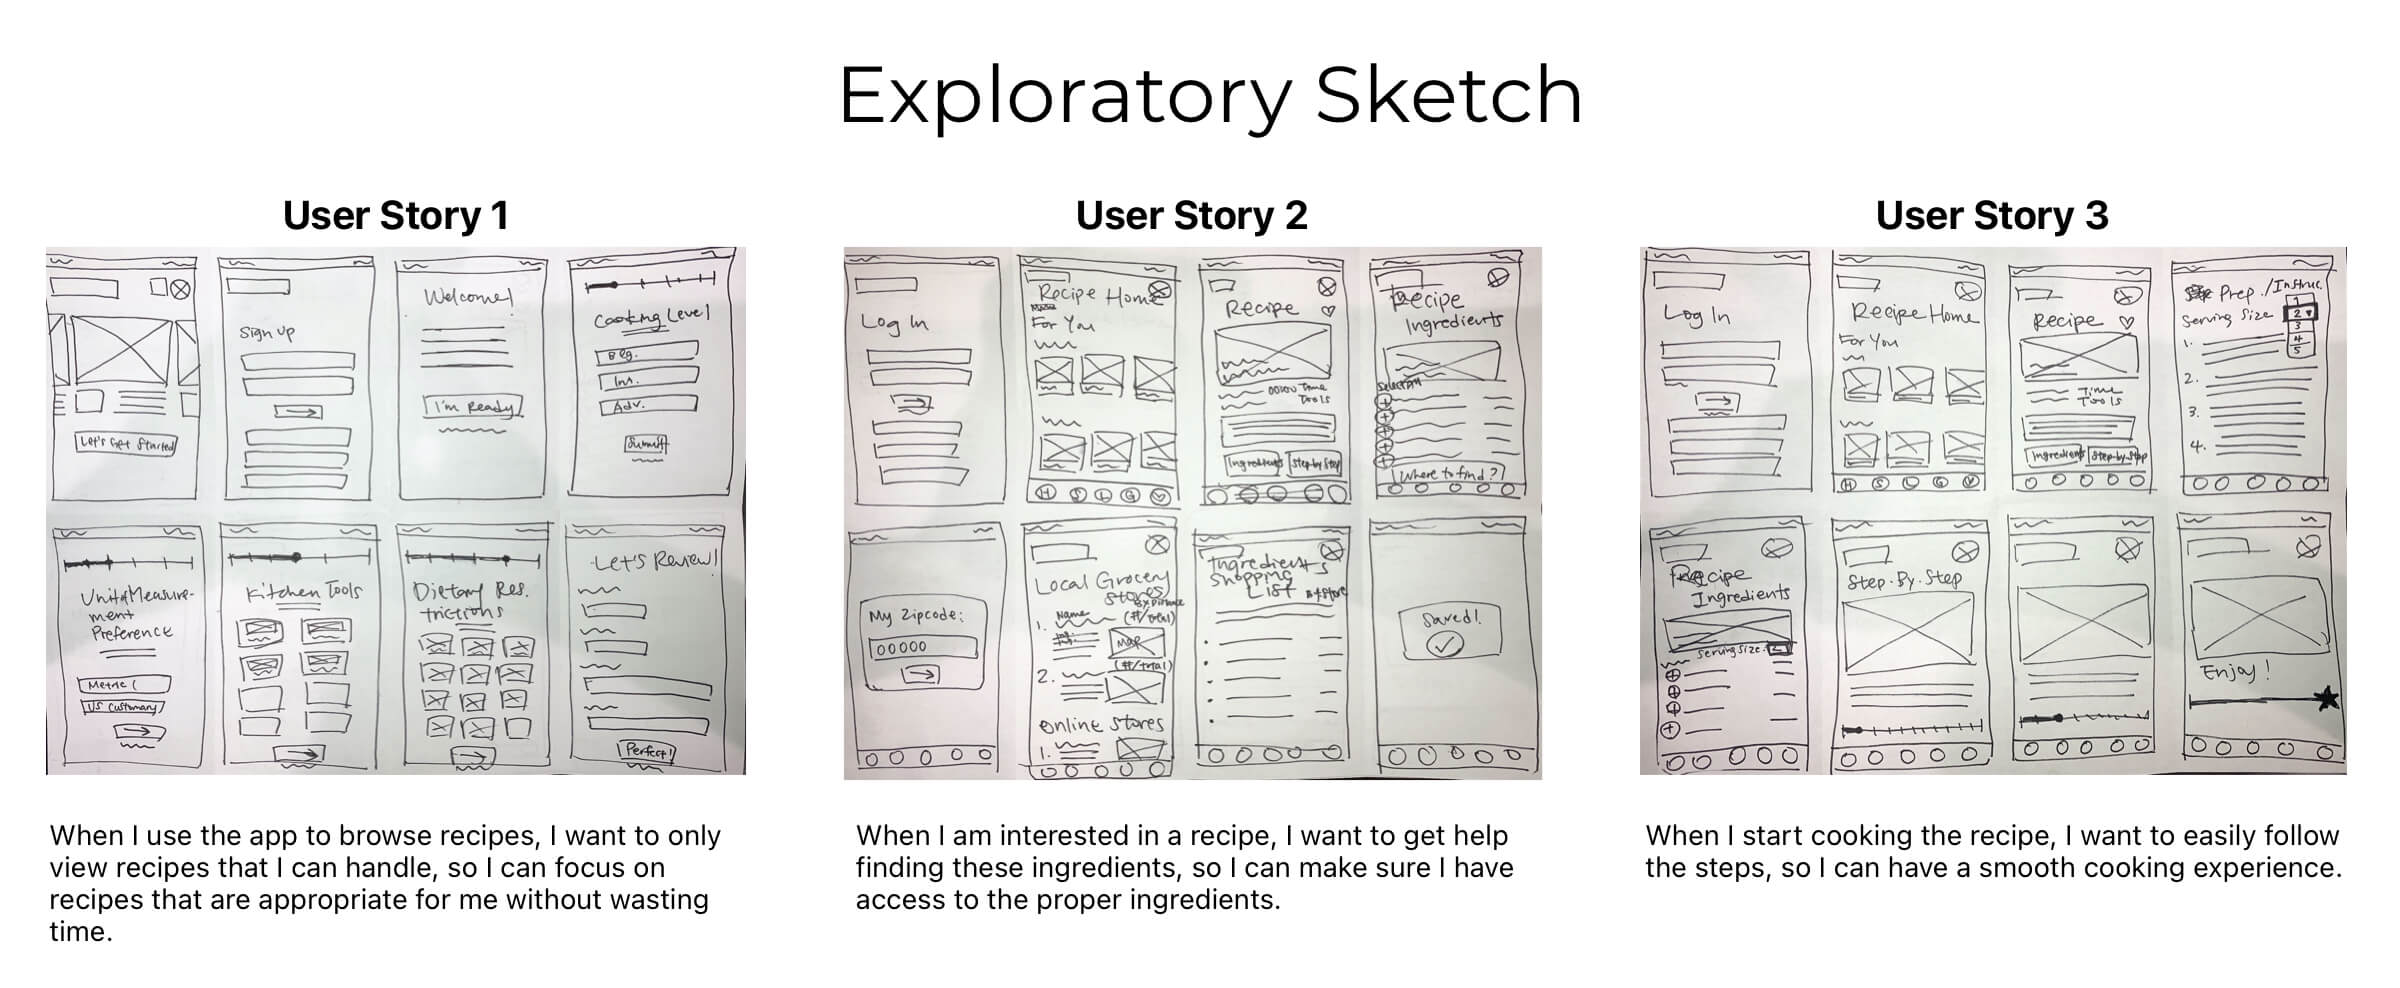 Exploratory Sketch
User Story 1
Let's Get Started
Sign Up
Welcome!
I'm Ready
Cooking Level
Beg.
Int.
Adv.
Submit
Unit of Measure-
ment
Preference
Metric
US Customary
Kitchen Tools
Dietary Res.
trictions
Let's Review!
Perfect!
When I use the app to browse recipes, I want to only
view recipes that I can handle, so I can focus on
recipes that are appropriate for me without wasting
time.
User Story 2
Log In
Recipe Home
For You
H S L G
Recipe
Time
Tools
Ingredients
Step by Step
Recipe
Ingredients
Selection
Where to find?
My Zipcode:
00000
Local Grocery
Stores
By Distance
1. Name
(#/total)
Map
(#/total)
2.
Online Stores
1.
Ingredients
Shopping
List
Saved!
When I am interested in a recipe, I want to get help
finding these ingredients, so I can make sure I have
access to the proper ingredients.
User Story 3
Log In
Recipe Home
For You
H S L G
Recipe
Time
Tools
Ingredients
Step-by-Step
Prep./Instruc.
Serving Size
1
2
3
4
5
1.
2.
3.
4.
Recipe
Ingredients
Serving Size: 2
Step-By-Step
Enjoy!
When I start cooking the recipe, I want to easily follow
the steps, so I can have a smooth cooking experience.